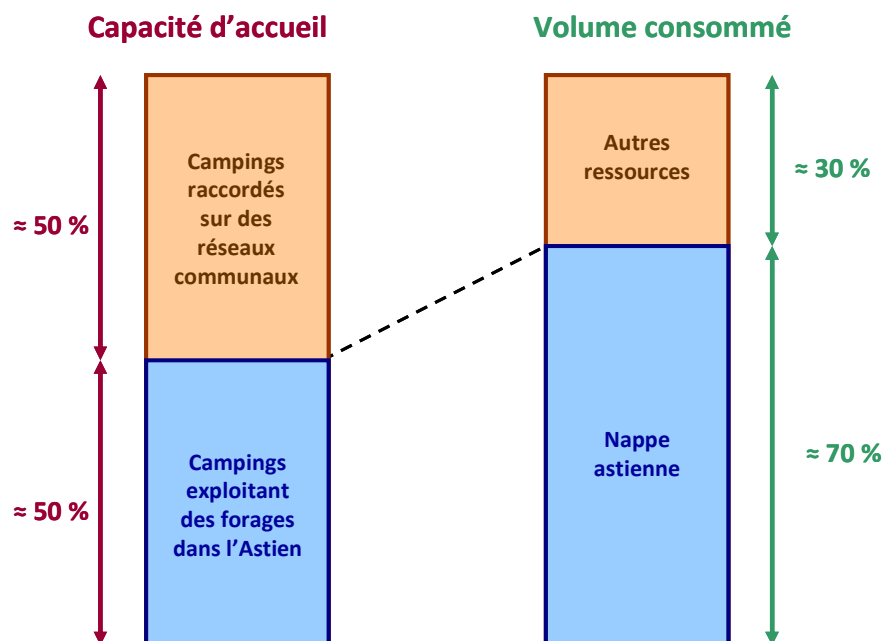 Capacité d’accueil
Volume consommé
Campings
raccordés
sur des
réseaux
communaux
≈ 50 %
Autres
ressources
≈ 30 %
Campings
exploitant
des forages
dans l’Astien
≈ 50 %
Nappe
astienne
≈ 70 %